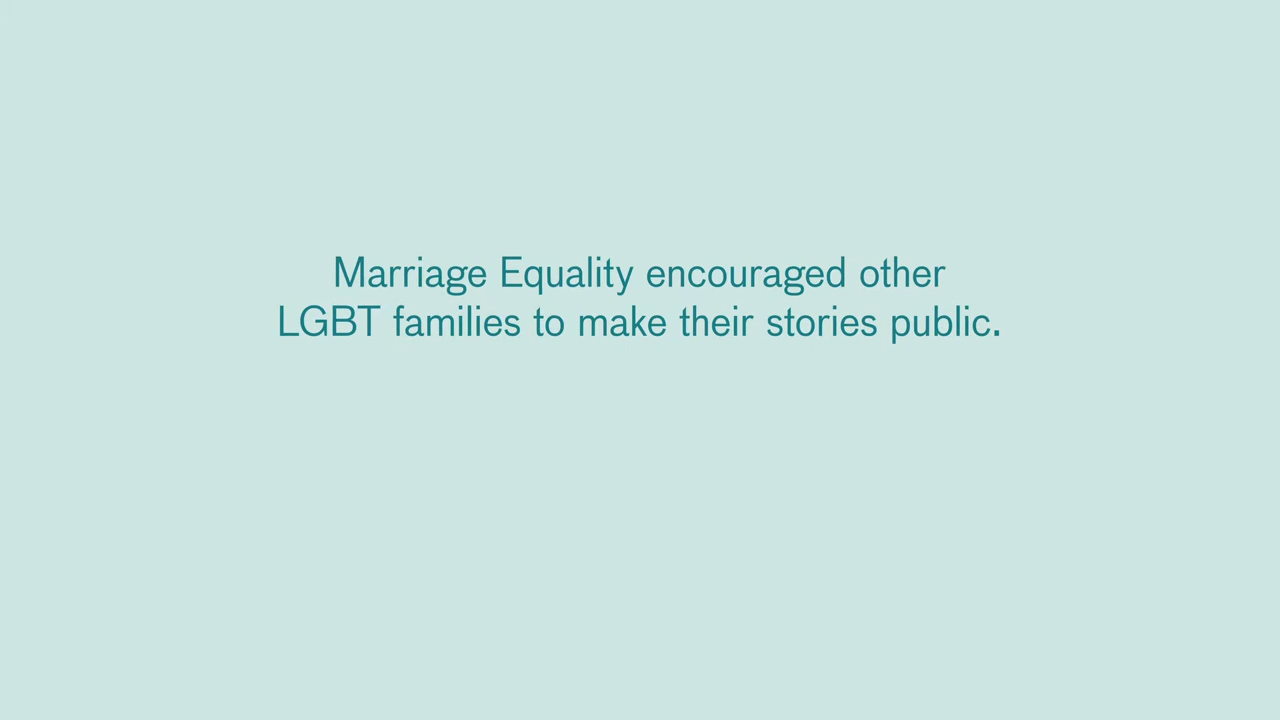 Marriage Equality encouraged other
LGBT families to make their stories public.